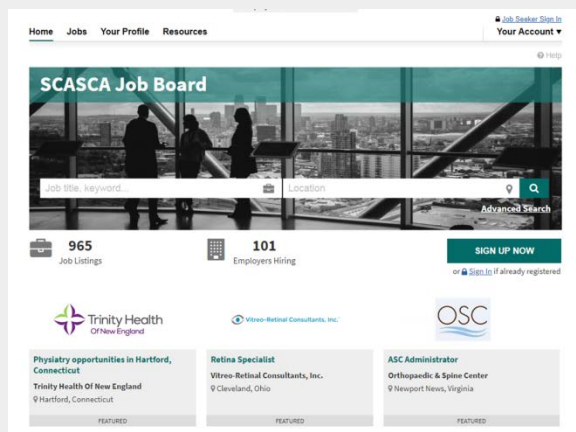 Job Seeker Sign In
Home Jobs Your Profile Resources Your Account
Help
SCASCA Job Board
Job title, keyword...
Location
Advanced Search
965
Job Listings
101
Employers Hiring
SIGN UP NOW
or Sign In if already registered
Trinity Health
Of New England
Vitreo-Retinal Consultants, Inc.
OSC
Physiatry opportunities in Hartford,
Connecticut
Trinity Health Of New England
Hartford, Connecticut
FEATURED
Retina Specialist
Vitreo-Retinal Consultants, Inc.
Cleveland, Ohio
FEATURED
ASC Administrator
Orthopaedic & Spine Center
Newport News, Virginia
FEATURED